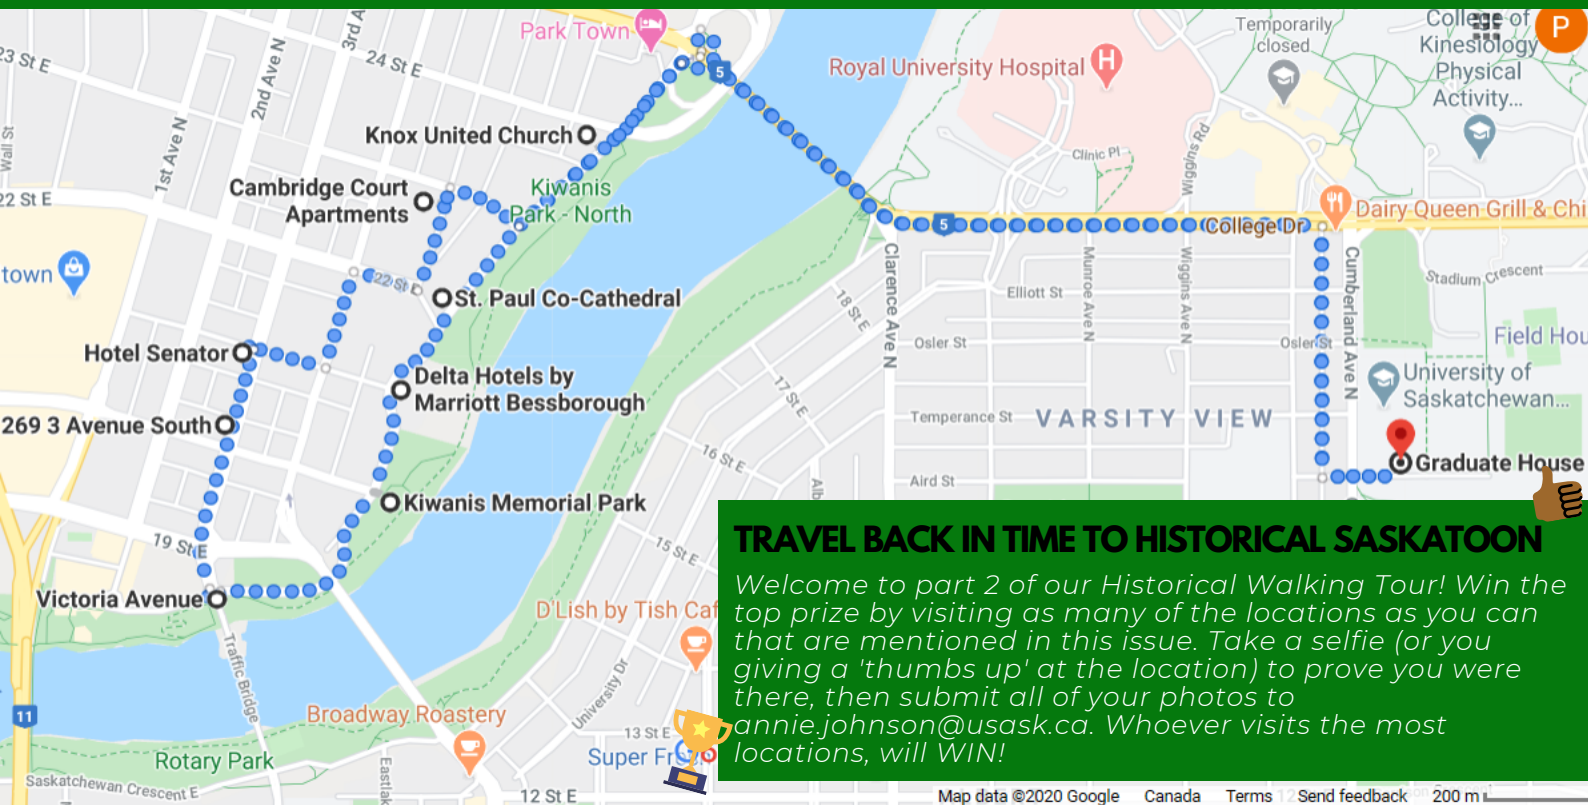 Park Town
5
Royal University Hospital
H
Temporarily
closed
College of
Kinesiology
Physical
Activity...
P
23 St E
24 St E
3rd A
2nd Ave N
1st Ave N
Wall St
22 St E
Knox United Church
Cambridge Court
Apartments
Kiwanis
Park - North
Clinic Pl
Wiggins Rd
5
College Dr
Dairy Queen Grill & Chi
town
22 St E
St. Paul Co-Cathedral
Clarence Ave N
Munroe Ave N
Wiggins Ave N
Cumberland Ave N
Stadium Crescent
Elliott St
18 St E
Osler St
Osler St
Field Hou
Hotel Senator
Delta Hotels by
Marriott Bessborough
University of
Saskatchewan...
17 St E
269 3 Avenue South
Temperance St
VARSITY VIEW
16 St E
Graduate House
Aird St
Alb
Kiwanis Memorial Park
19 St E
15 St E
Victoria Avenue
D'Lish by Tish Caf
Traffic Bridge
University Dr
11
Broadway Roastery
13 St E
Super Fr
Rotary Park
Saskatchewan Crescent E
Eastlak
12 St E
TRAVEL BACK IN TIME TO HISTORICAL SASKATOON
Welcome to part 2 of our Historical Walking Tour! Win the
top prize by visiting as many of the locations as you can
that are mentioned in this issue. Take a selfie (or you
giving a 'thumbs up' at the location) to prove you were
there, then submit all of your photos to
annie.johnson@usask.ca. Whoever visits the most
locations, will WIN!
Map data ©2020 Google Canada Terms Send feedback 200 m